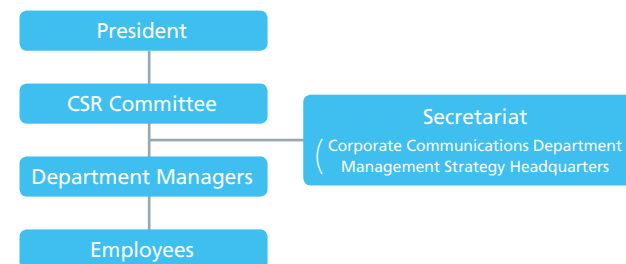 President
CSR Committee
Secretariat
( Corporate Communications Department
Management Strategy Headquarters
Department Managers
Employees